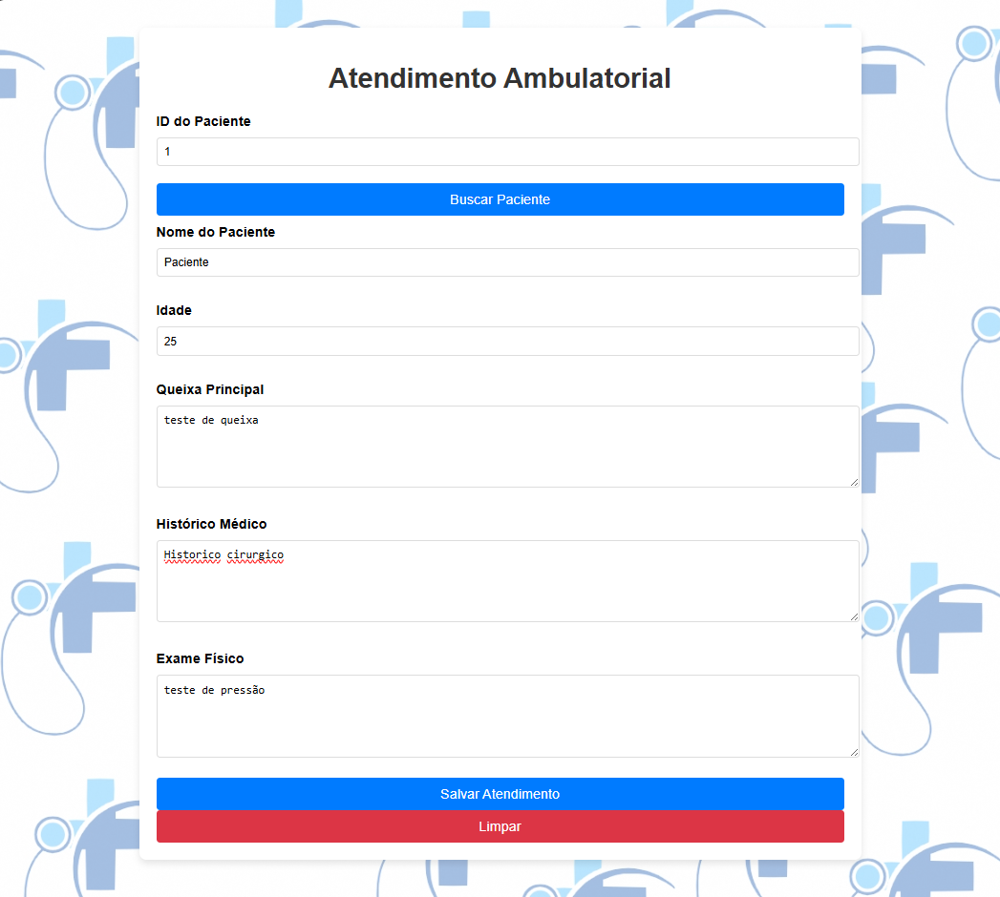 Atendimento Ambulatorial
ID do Paciente
1
Buscar Paciente
Nome do Paciente
Paciente
Idade
25
Queixa Principal
teste de queixa
Histórico Médico
Historico cirurgico
Exame Físico
teste de pressão
Salvar Atendimento
Limpar